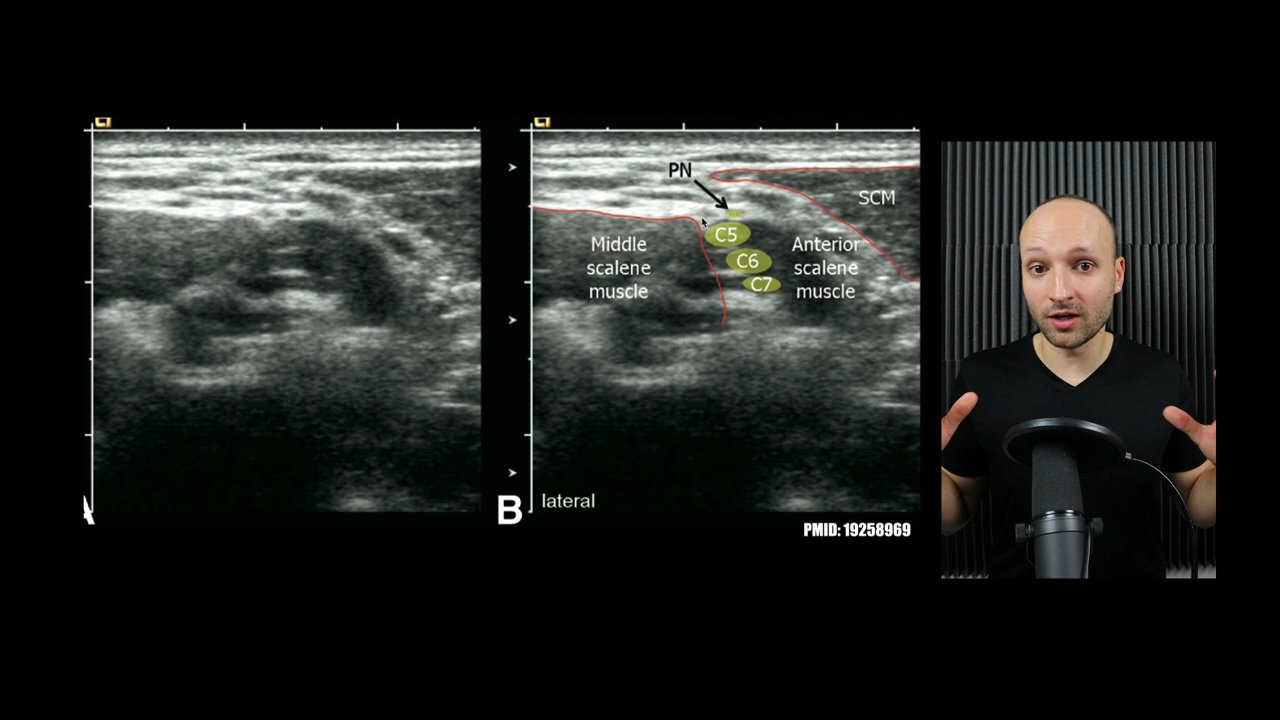 PN
SCM
C5
Middle
scalene
muscle
C6
Anterior
scalene
muscle
C7
A
B
lateral
PMID: 19258969